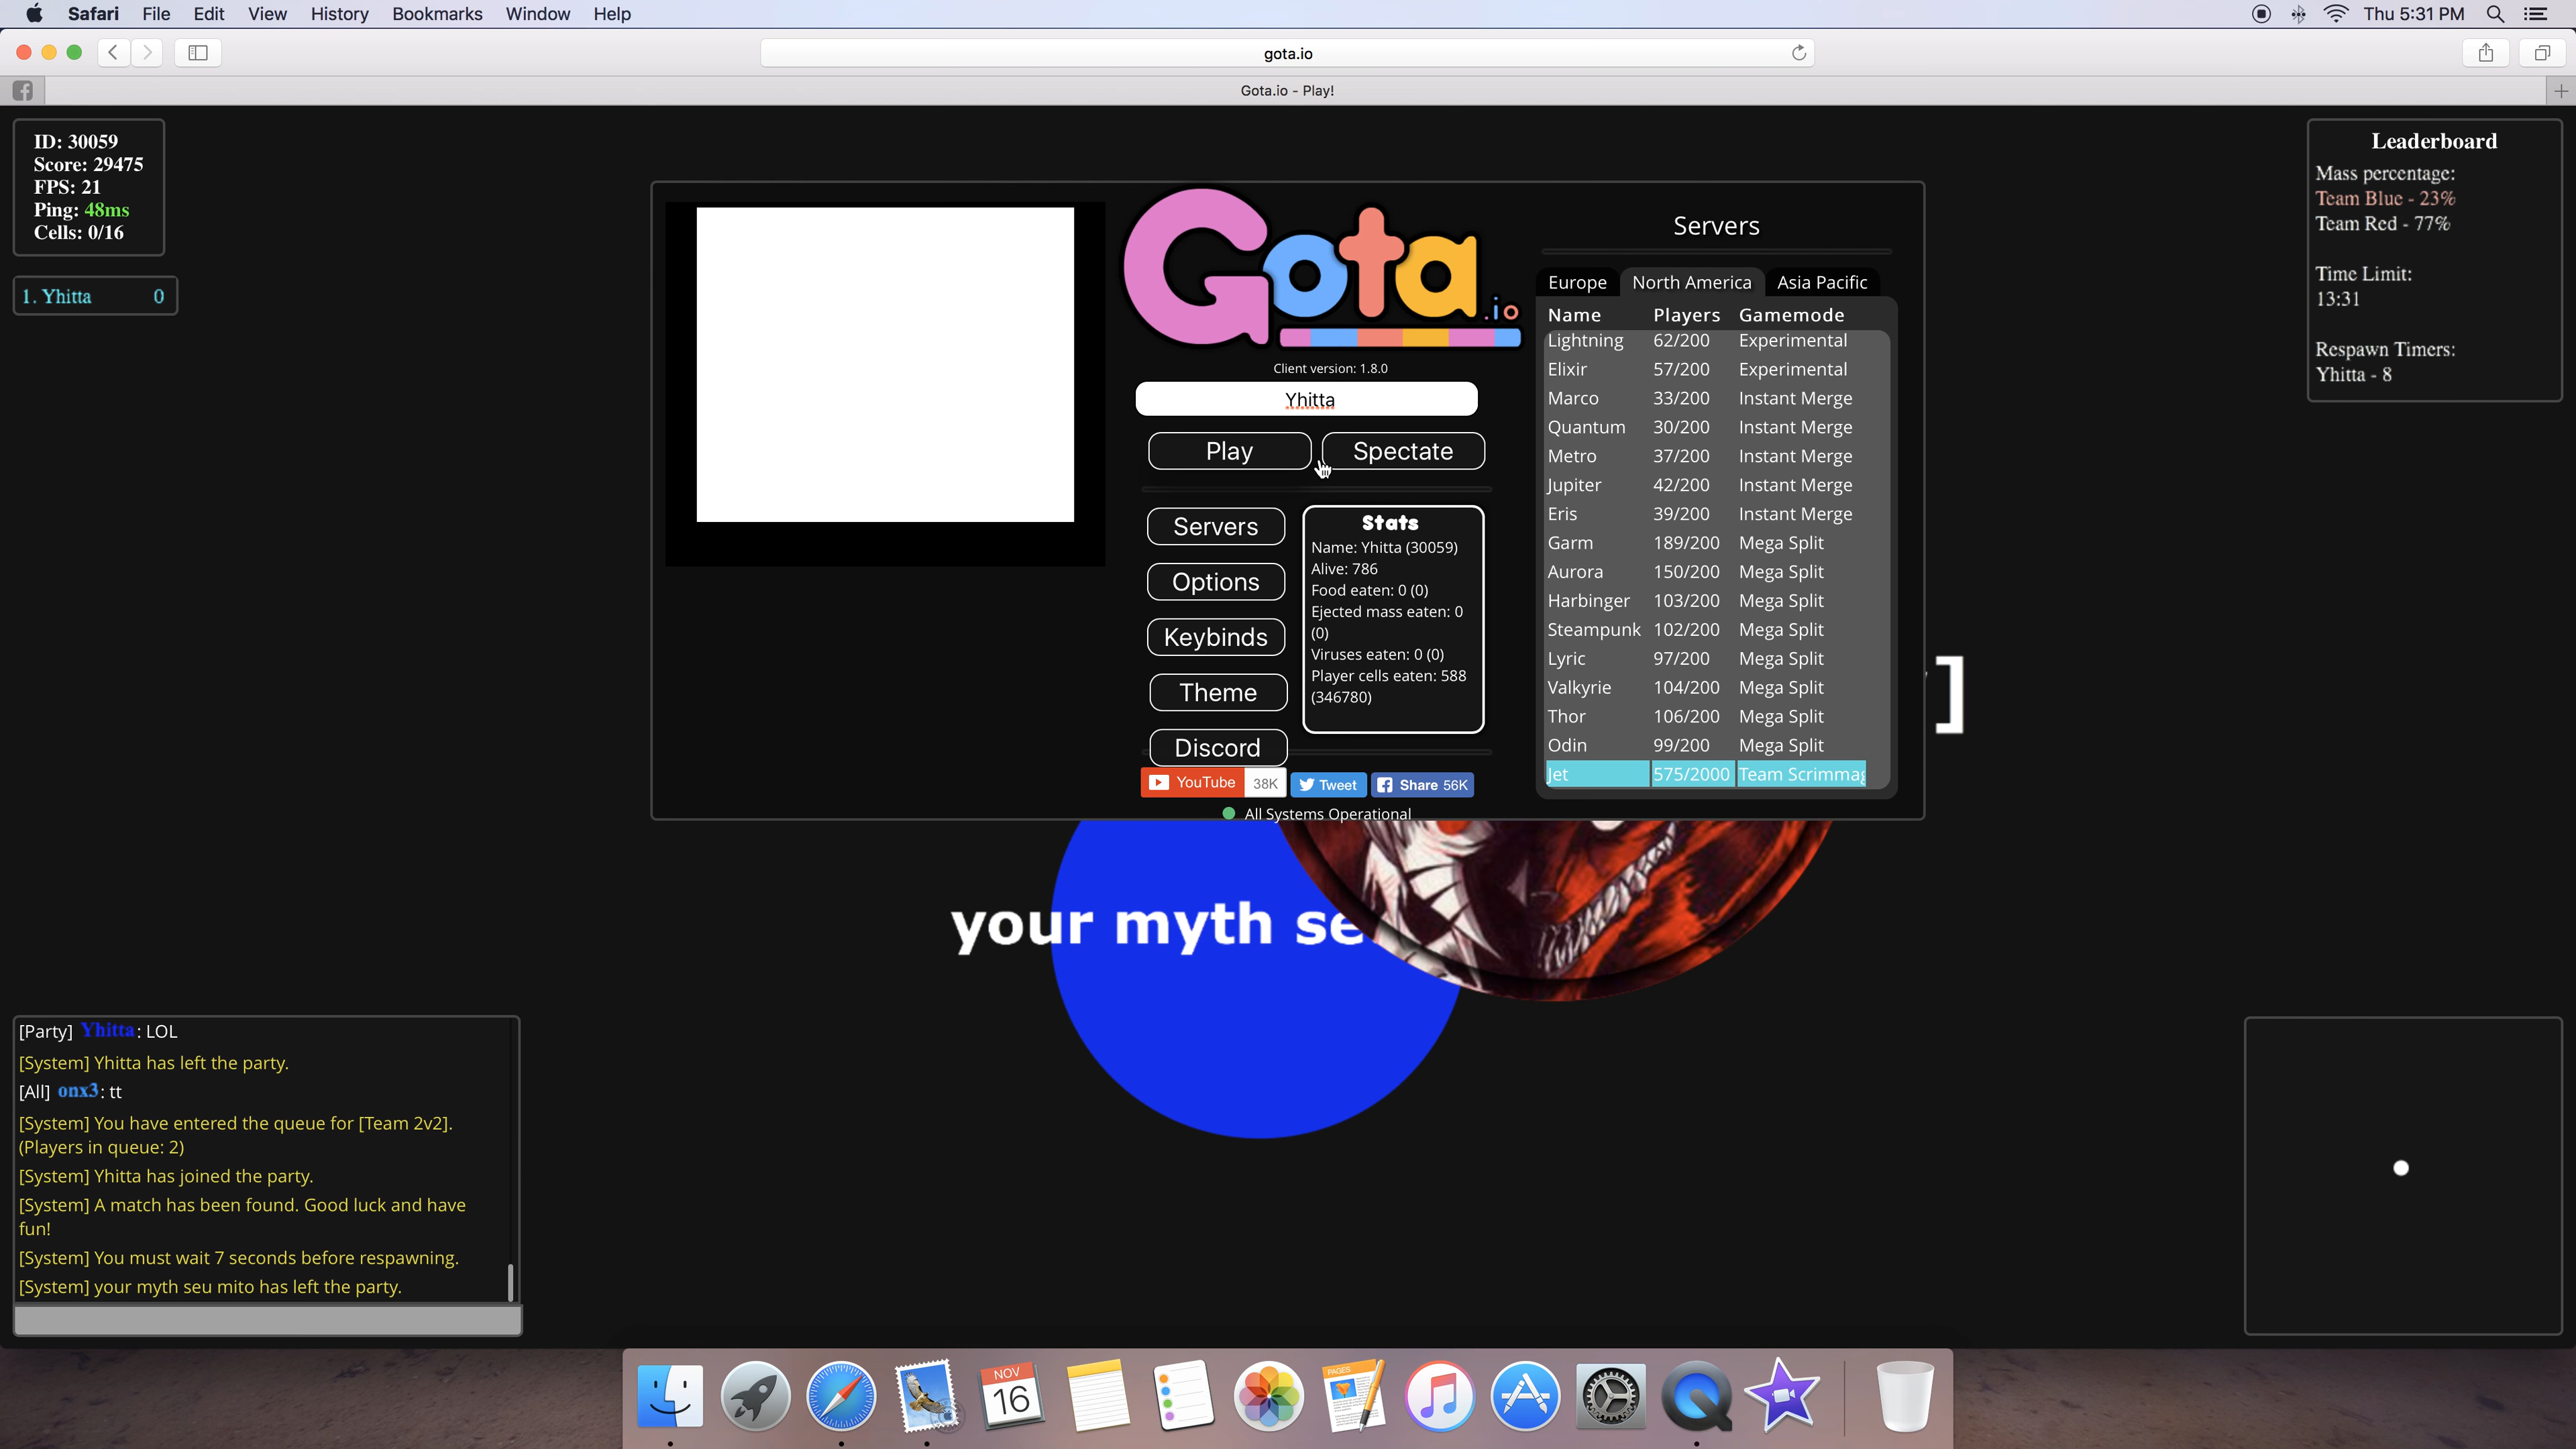 Safari File Edit View History Bookmarks Window Help
Thu 5:31 PM
gota.io
Gota.io - Play!
ID: 30059
Score: 29475
FPS: 21
Ping: 48ms
Cells: 0/16
1. Yhitta 0
Gota.io
Client version: 1.8.0
Yhitta
Play Spectate
Servers
Options
Keybinds
Theme
Discord
Stats
Name: Yhitta (30059)
Alive: 786
Food eaten: 0 (0)
Ejected mass eaten: 0
(0)
Viruses eaten: 0 (0)
Player cells eaten: 588
(346780)
YouTube 38K Tweet Share 56K
All Systems Operational
Servers
Europe North America Asia Pacific
Name Players Gamemode
Lightning 62/200 Experimental
Elixir 57/200 Experimental
Marco 33/200 Instant Merge
Quantum 30/200 Instant Merge
Metro 37/200 Instant Merge
Jupiter 42/200 Instant Merge
Eris 39/200 Instant Merge
Garm 189/200 Mega Split
Aurora 150/200 Mega Split
Harbinger 103/200 Mega Split
Steampunk 102/200 Mega Split
Lyric 97/200 Mega Split
Valkyrie 104/200 Mega Split
Thor 106/200 Mega Split
Odin 99/200 Mega Split
Jet 575/2000 Team Scrimmag
Leaderboard
Mass percentage:
Team Blue - 23%
Team Red - 77%
Time Limit:
13:31
Respawn Timers:
Yhitta - 8
]
your myth se
[Party] Yhitta: LOL
[System] Yhitta has left the party.
[All] onx3: tt
[System] You have entered the queue for [Team 2v2].
(Players in queue: 2)
[System] Yhitta has joined the party.
[System] A match has been found. Good luck and have
fun!
[System] You must wait 7 seconds before respawning.
[System] your myth seu mito has left the party.
NOV
16
PAGES